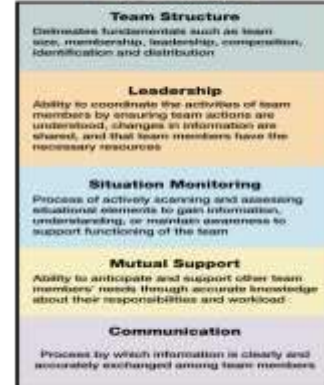 Team Structure
Delineates fundamentals such as team
size, membership, leadership, composition,
identification and distribution
Leadership
Ability to coordinate the activities of team
members by ensuring team actions are
understood, changes in information are
shared, and that team members have the
necessary resources
Situation Monitoring
Process of actively scanning and assessing
situational elements to gain information,
understanding, or maintain awareness to
support functioning of the team
Mutual Support
Ability to anticipate and support other team
members' needs through accurate knowledge
about their responsibilities and workload
Communication
Process by which information is clearly and
accurately exchanged among team members